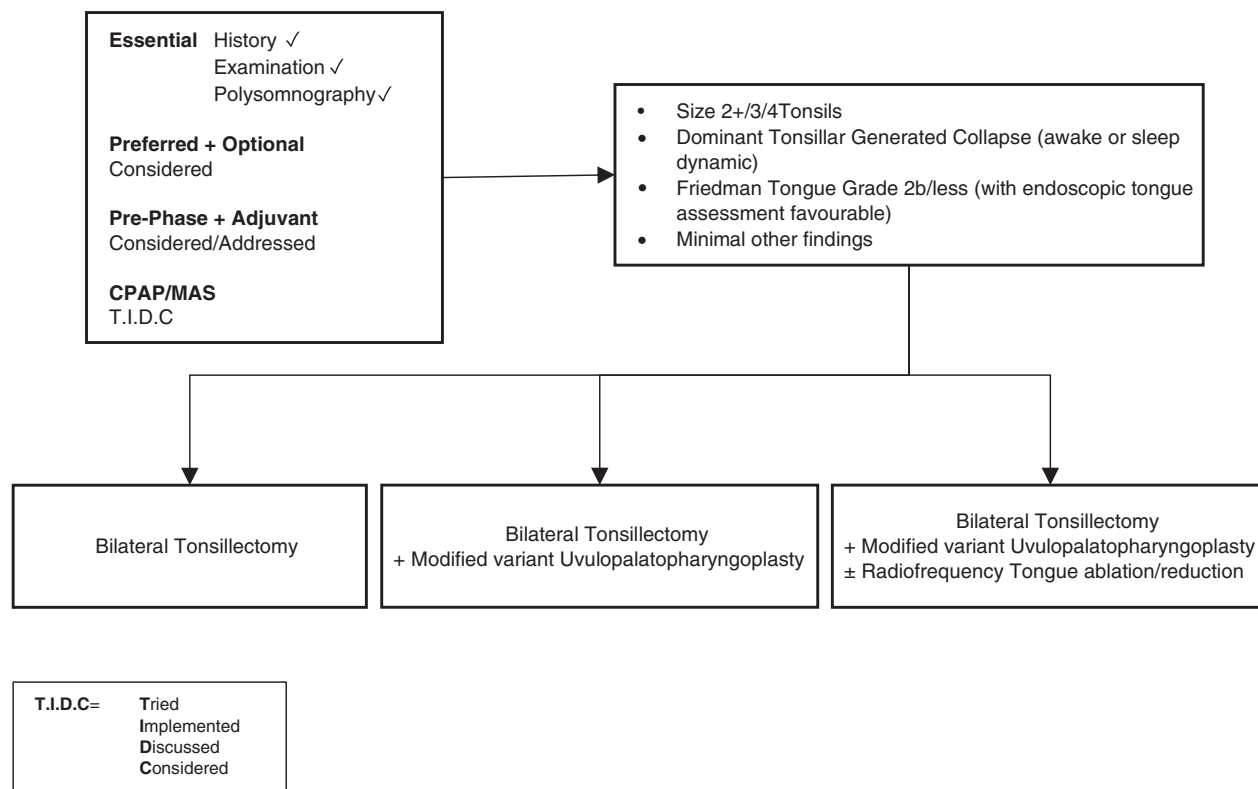 Essential History ✓
Examination ✓
Polysomnography✓
Preferred + Optional
Considered
Pre-Phase + Adjuvant
Considered/Addressed
CPAP/MAS
T.I.D.C
• Size 2+/3/4Tonsils
• Dominant Tonsillar Generated Collapse (awake or sleep
dynamic)
• Friedman Tongue Grade 2b/less (with endoscopic tongue
assessment favourable)
• Minimal other findings
Bilateral Tonsillectomy
Bilateral Tonsillectomy
+ Modified variant Uvulopalatopharyngoplasty
Bilateral Tonsillectomy
+ Modified variant Uvulopalatopharyngoplasty
± Radiofrequency Tongue ablation/reduction
T.I.D.C= Tried
Implemented
Discussed
Considered